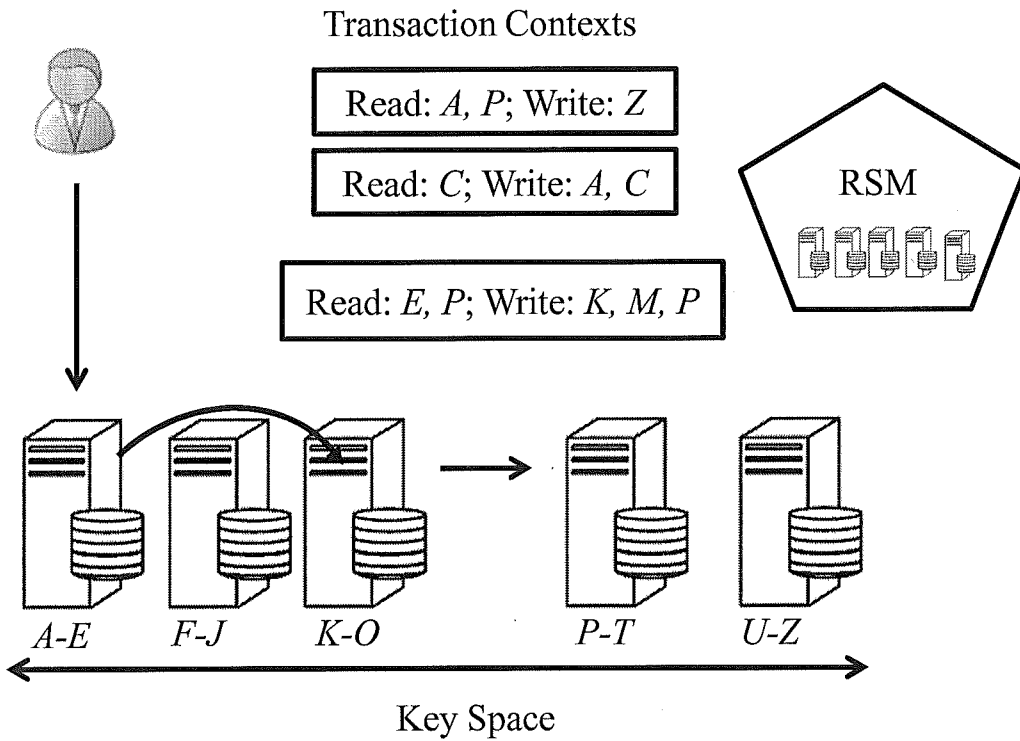 Transaction Contexts
Read: A, P; Write: Z
Read: C; Write: A, C
RSM
Read: E, P; Write: K, M, P
A-E
F-J
K-O
P-T
U-Z
Key Space